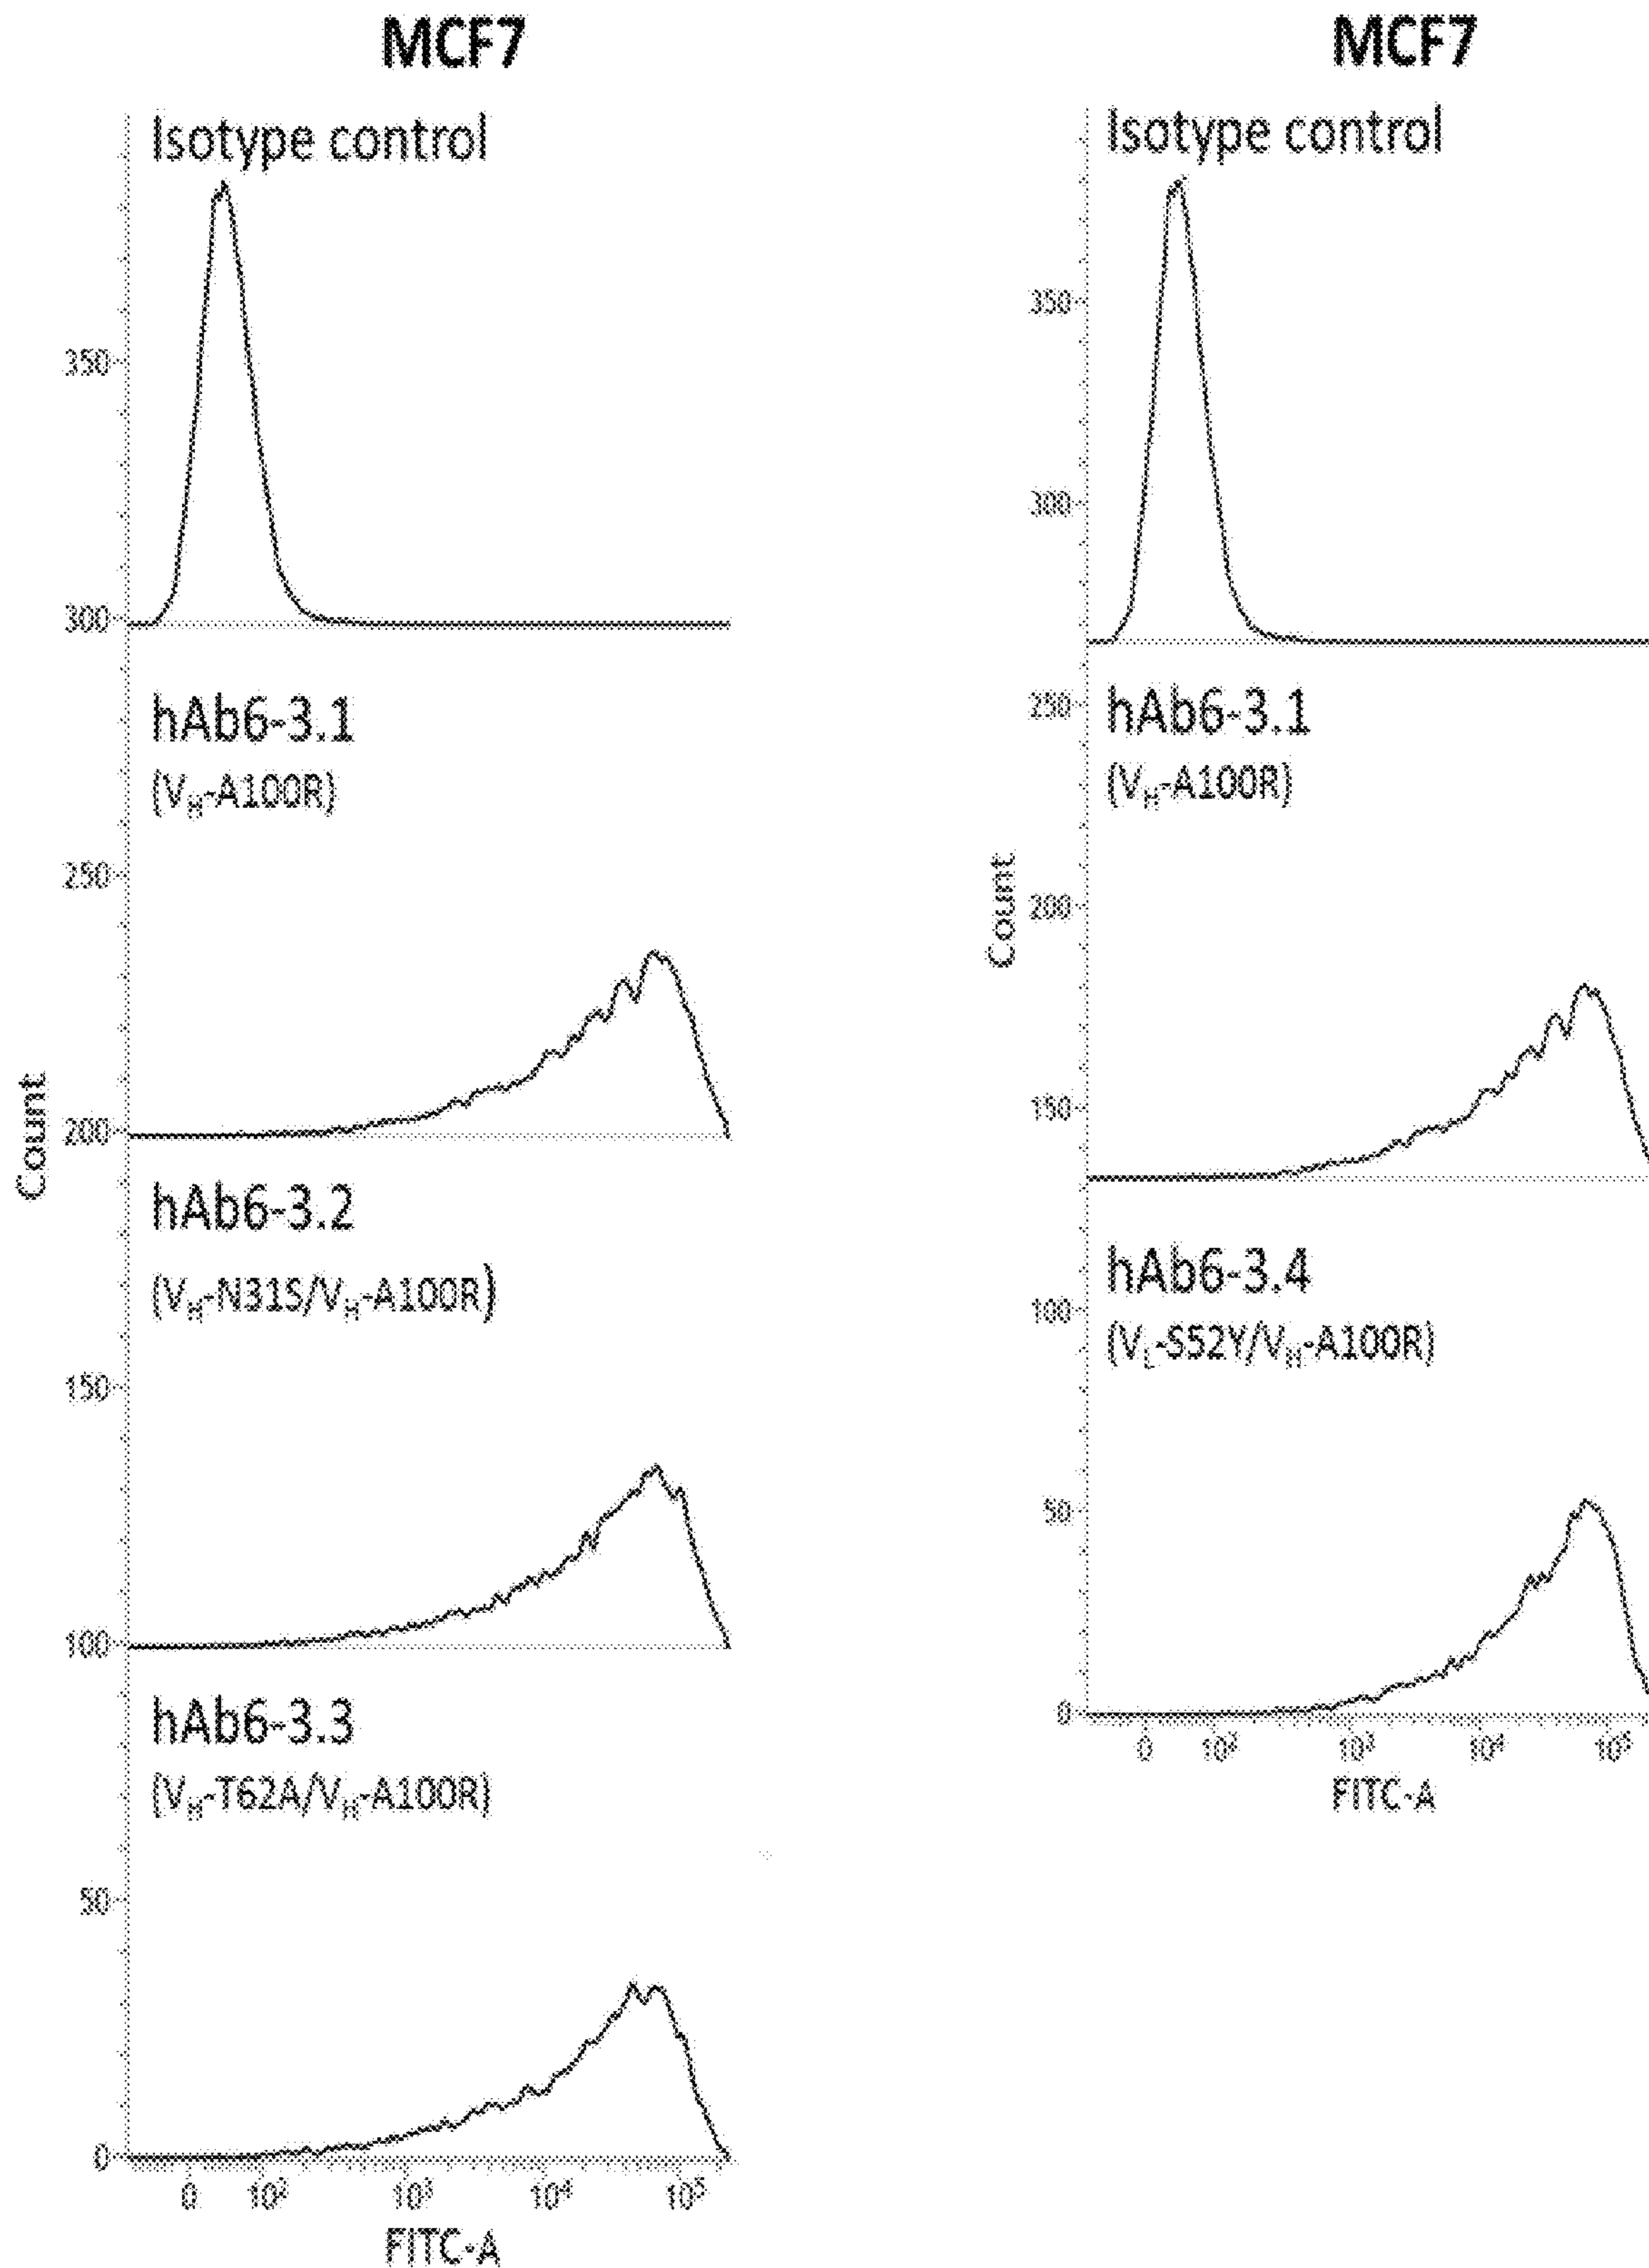 MCF7
Isotype control
350
300
hAb6-3.1
(VH-A100R)
250
200
hAb6-3.2
(VH-N31S/VH-A100R)
150
100
hAb6-3.3
(VH-T62A/VH-A100R)
50
0
Count
0 10² 10³ 10⁴ 10⁵
FITC-A
MCF7
Isotype control
350
300
250
hAb6-3.1
(VH-A100R)
200
150
hAb6-3.4
100
(VL-S52Y/VH-A100R)
50
0
Count
0 10² 10³ 10⁴ 10⁵
FITC-A